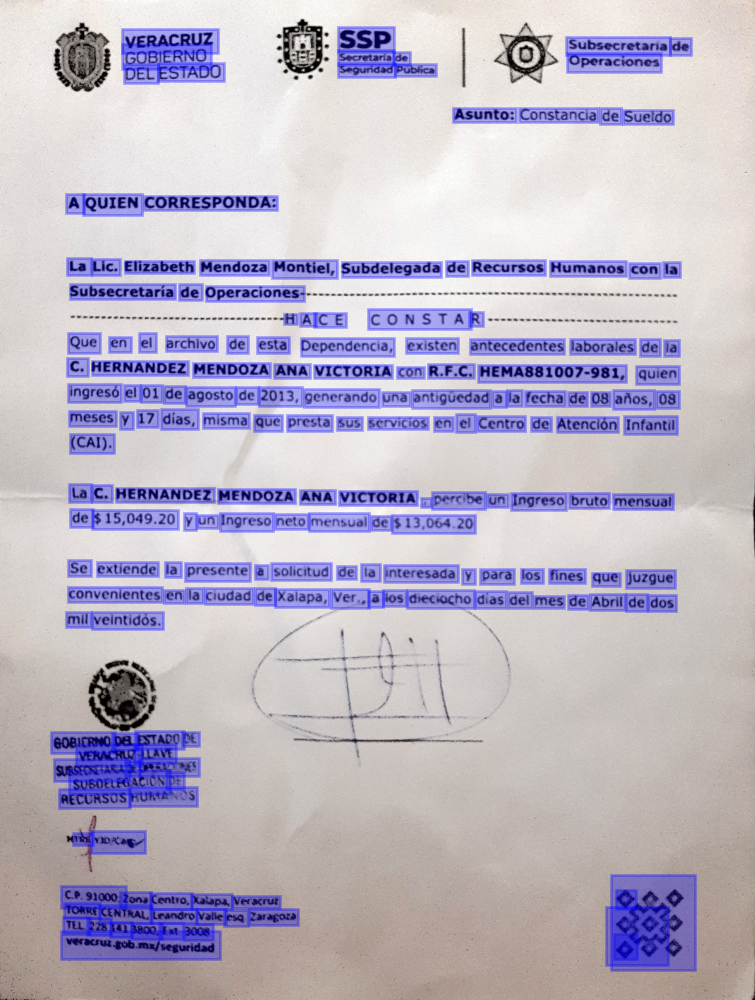 VERACRUZ
GOBIERNO
DEL ESTADO
SSP
Secretaría de
Seguridad Pública
Subsecretaría de
Operaciones
Asunto: Constancia de Sueldo
A QUIEN CORRESPONDA:
La Lic. Elizabeth Mendoza Montiel, Subdelegada de Recursos Humanos con la
Subsecretaría de Operaciones-----------------------------------------------------------
----------------------------------HACE CONSTAR------------------------------
Que en el archivo de esta Dependencia, existen antecedentes laborales de la
C. HERNANDEZ MENDOZA ANA VICTORIA con R.F.C. HEMA881007-981, quien
ingresó el 01 de agosto de 2013, generando una antigüedad a la fecha de 08 años, 08
meses y 17 días, misma que presta sus servicios en el Centro de Atención Infantil
(CAI).
La C. HERNANDEZ MENDOZA ANA VICTORIA , percibe un Ingreso bruto mensual
de $ 15,049.20 y un Ingreso neto mensual de $ 13,064.20
Se extiende la presente a solicitud de la interesada y para los fines que juzgue
convenientes en la ciudad de Xalapa, Ver., a los dieciocho días del mes de Abril de dos
mil veintidós.
GOBIERNO DEL ESTADO DE
VERACRUZ LLAVE
SUBSECRETARIA DE OPERACIONES
SUBDELEGACIÓN DE
RECURSOS HUMANOS
C.P. 91000 Zona Centro, Xalapa, Veracruz
TORRE CENTRAL, Leandro Valle esq Zaragoza
TEL 228 141 3800, Ext 3008
veracruz.gob.mx/seguridad